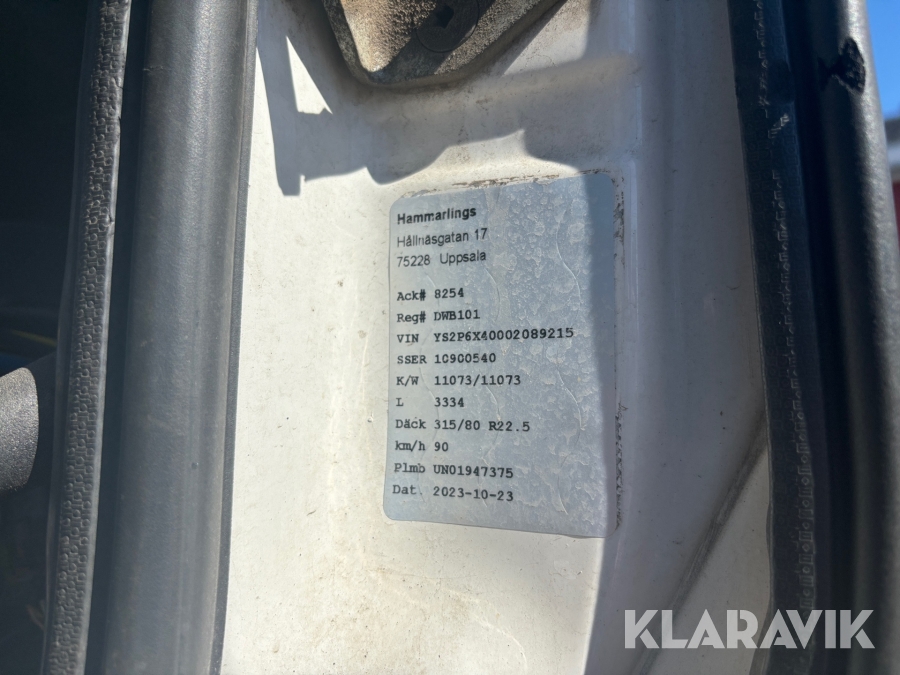 Hammarlings
Hållnäsgatan 17
75228 Uppsala
Ack# 8254
Reg# DWB101
VIN YS2P6X40002089215
SSER 10900540
K/W 11073/11073
L 3334
Däck 315/80 R22.5
km/h 90
Plmb UN01947375
Dat. 2023-10-23
KLARAVIK